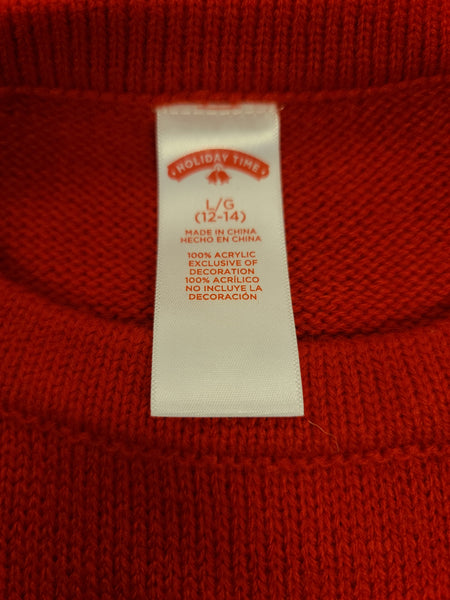 HOLIDAY TIME
L/G
(12-14)
MADE IN CHINA
HECHO EN CHINA
100% ACRYLIC
EXCLUSIVE OF
DECORATION
100% ACRÍLICO
NO INCLUYE LA
DECORACIÓN